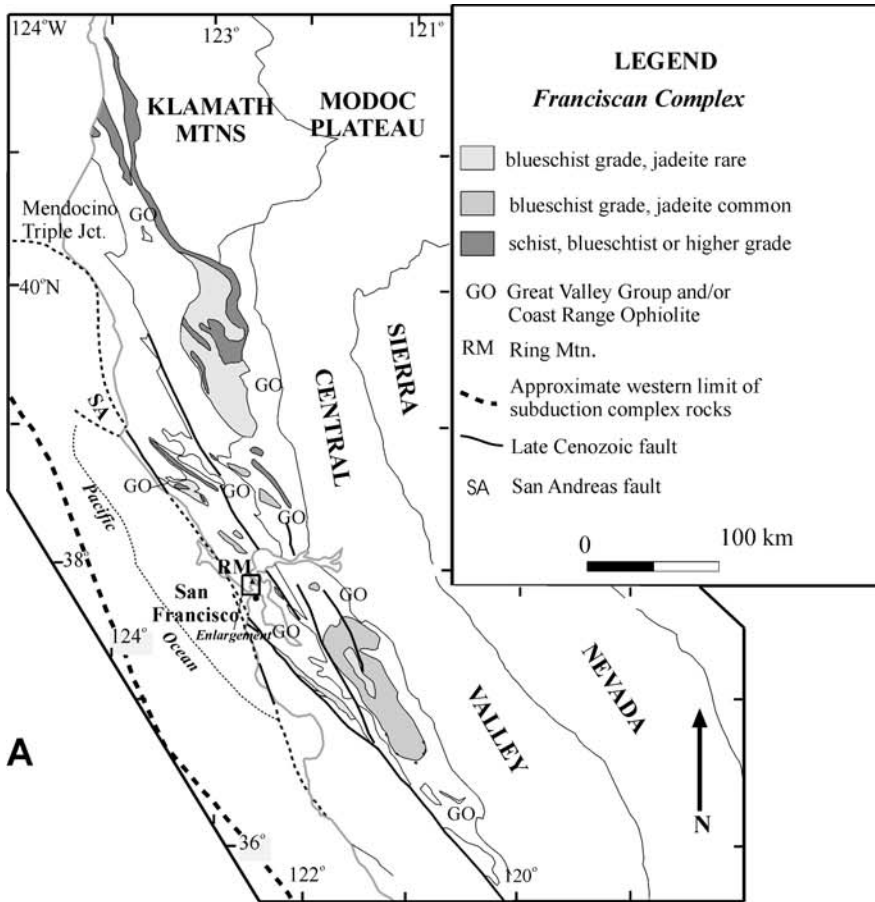 124°W
123°
121°
KLAMATH
MTNS
MODOC
PLATEAU
Mendocino
Triple Jct.
GO
40°N
SIERRA
GO
CENTRAL
SA
GO
GO
GO
Pacific
38°
RM
San
Francisco
Enlargement
GO
GO
124°
Ocean
NEVADA
VALLEY
A
GO
N
36°
122°
120°
LEGEND
Franciscan Complex
blueschist grade, jadeite rare
blueschist grade, jadeite common
schist, blueschtist or higher grade
GO Great Valley Group and/or
Coast Range Ophiolite
RM Ring Mtn.
Approximate western limit of
subduction complex rocks
Late Cenozoic fault
SA San Andreas fault
0 100 km